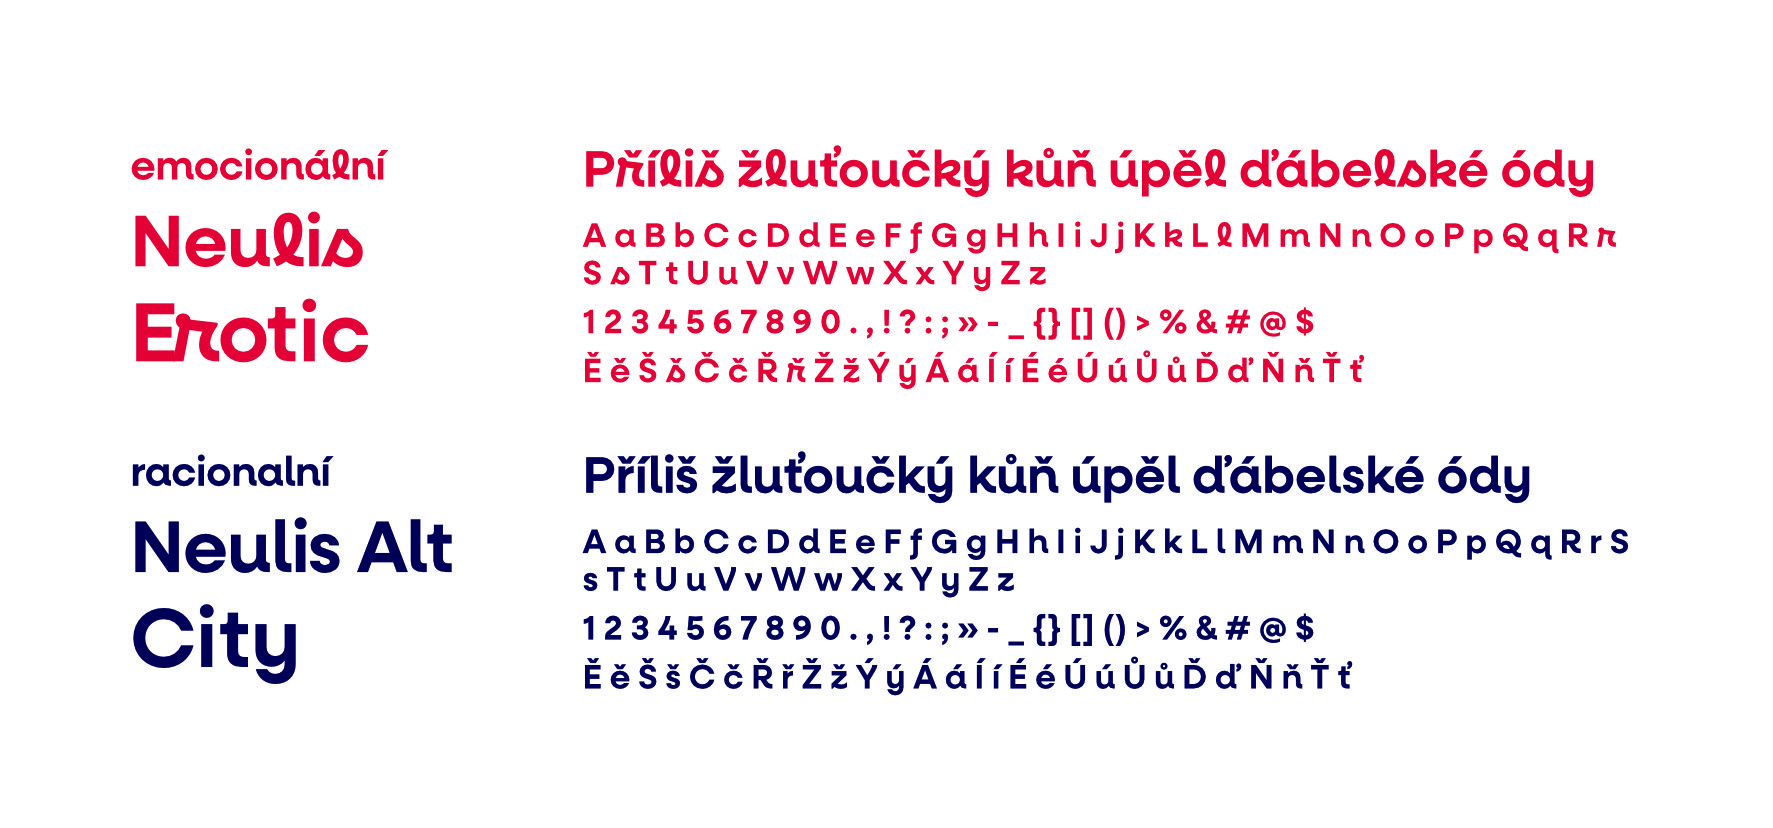 emocionální
Neulis
Erotic
Příliš žluťoučký kůň úpěl ďábelské ódy
A a B b C c D d E e F f G g H h I i J j K k L l M m N n O o P p Q q R r
S s T t U u V v W w X x Y y Z z
1 2 3 4 5 6 7 8 9 0 . , ! ? : ; » - _ {} [] () > % & # @ $
Ě ě Š š Č č Ř ř Ž ž Ý ý Á á Í í É é Ú ú Ů ů Ď ď Ň ň Ť ť
racionalní
Neulis Alt
City
Příliš žluťoučký kůň úpěl ďábelské ódy
A a B b C c D d E e F f G g H h I i J j K k L l M m N n O o P p Q q R r S
s T t U u V v W w X x Y y Z z
1 2 3 4 5 6 7 8 9 0 . , ! ? : ; » - _ {} [] () > % & # @ $
Ě ě Š š Č č Ř ř Ž ž Ý ý Á á Í í É é Ú ú Ů ů Ď ď Ň ň Ť ť